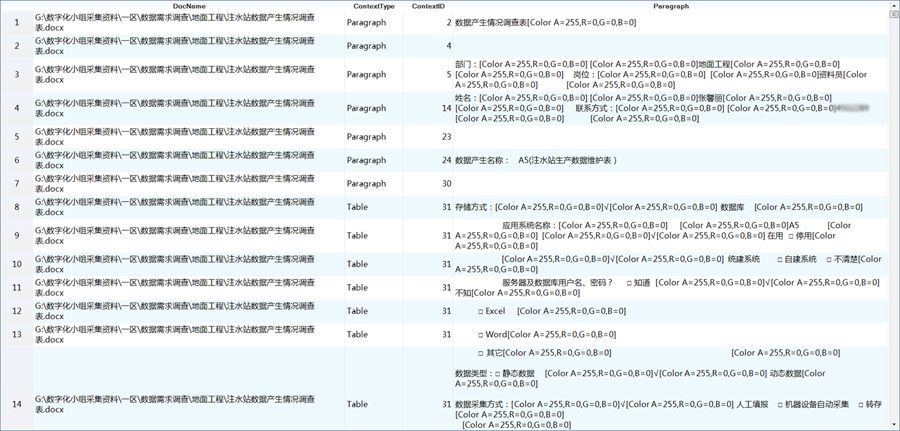 DocName ContextType ContextID Paragraph
1 G:\数字化小组采集资料\一区\数据需求调查\地面工程\注水站数据产生情况调查 Paragraph 2 数据产生情况调查表[Color A=255,R=0,G=0,B=0]
表.docx
2 G:\数字化小组采集资料\一区\数据需求调查\地面工程\注水站数据产生情况调查 Paragraph 4
表.docx
部门：[Color A=255,R=0,G=0,B=0] [Color A=255,R=0,G=0,B=0]地面工程[Color A=255,R=0,G=0,B=0]
3 G:\数字化小组采集资料\一区\数据需求调查\地面工程\注水站数据产生情况调查 Paragraph 5 [Color A=255,R=0,G=0,B=0] 岗位：[Color A=255,R=0,G=0,B=0] [Color A=255,R=0,G=0,B=0]资料员[Color
表.docx A=255,R=0,G=0,B=0] [Color A=255,R=0,G=0,B=0]
姓名：[Color A=255,R=0,G=0,B=0] [Color A=255,R=0,G=0,B=0]张馨丽[Color A=255,R=0,G=0,B=0]
4 G:\数字化小组采集资料\一区\数据需求调查\地面工程\注水站数据产生情况调查 Paragraph 14 [Color A=255,R=0,G=0,B=0] 联系方式：[Color A=255,R=0,G=0,B=0] [Color A=255,R=0,G=0,B=0]
表.docx [Color A=255,R=0,G=0,B=0] [Color A=255,R=0,G=0,B=0]
5 G:\数字化小组采集资料\一区\数据需求调查\地面工程\注水站数据产生情况调查 Paragraph 23
表.docx
6 G:\数字化小组采集资料\一区\数据需求调查\地面工程\注水站数据产生情况调查 Paragraph 24 数据产生名称： A5(注水站生产数据维护表）
表.docx
7 G:\数字化小组采集资料\一区\数据需求调查\地面工程\注水站数据产生情况调查 Paragraph 30
表.docx
8 G:\数字化小组采集资料\一区\数据需求调查\地面工程\注水站数据产生情况调查 Table 31 存储方式：[Color A=255,R=0,G=0,B=0]√[Color A=255,R=0,G=0,B=0] 数据库 [Color A=255,R=0,G=0,B=0]
表.docx
应用系统名称：[Color A=255,R=0,G=0,B=0] [Color A=255,R=0,G=0,B=0]A5 [Color
9 G:\数字化小组采集资料\一区\数据需求调查\地面工程\注水站数据产生情况调查 Table 31 A=255,R=0,G=0,B=0] [Color A=255,R=0,G=0,B=0]√[Color A=255,R=0,G=0,B=0] 在用 □ 停用[Color
表.docx A=255,R=0,G=0,B=0]
10 G:\数字化小组采集资料\一区\数据需求调查\地面工程\注水站数据产生情况调查 Table 31 [Color A=255,R=0,G=0,B=0]√[Color A=255,R=0,G=0,B=0] 统建系统 □ 自建系统 □ 不清楚[Color
表.docx A=255,R=0,G=0,B=0]
11 G:\数字化小组采集资料\一区\数据需求调查\地面工程\注水站数据产生情况调查 Table 31 服务器及数据库用户名、密码？ □ 知道 [Color A=255,R=0,G=0,B=0]√[Color A=255,R=0,G=0,B=0]
表.docx 不知[Color A=255,R=0,G=0,B=0]
12 G:\数字化小组采集资料\一区\数据需求调查\地面工程\注水站数据产生情况调查 Table 31 □ Excel [Color A=255,R=0,G=0,B=0]
表.docx
13 G:\数字化小组采集资料\一区\数据需求调查\地面工程\注水站数据产生情况调查 Table 31 □ Word[Color A=255,R=0,G=0,B=0]
表.docx
□ 其它[Color A=255,R=0,G=0,B=0] [Color A=255,R=0,G=0,B=0]
数据类型：□ 静态数据 [Color A=255,R=0,G=0,B=0]√[Color A=255,R=0,G=0,B=0] 动态数据[Color
A=255,R=0,G=0,B=0]
14 G:\数字化小组采集资料\一区\数据需求调查\地面工程\注水站数据产生情况调查 Table 31 数据采集方式：[Color A=255,R=0,G=0,B=0]√[Color A=255,R=0,G=0,B=0] 人工填报 □ 机器设备自动采集 □ 转存
表.docx [Color A=255,R=0,G=0,B=0]
[Color A=255,R=0,G=0,B=0]